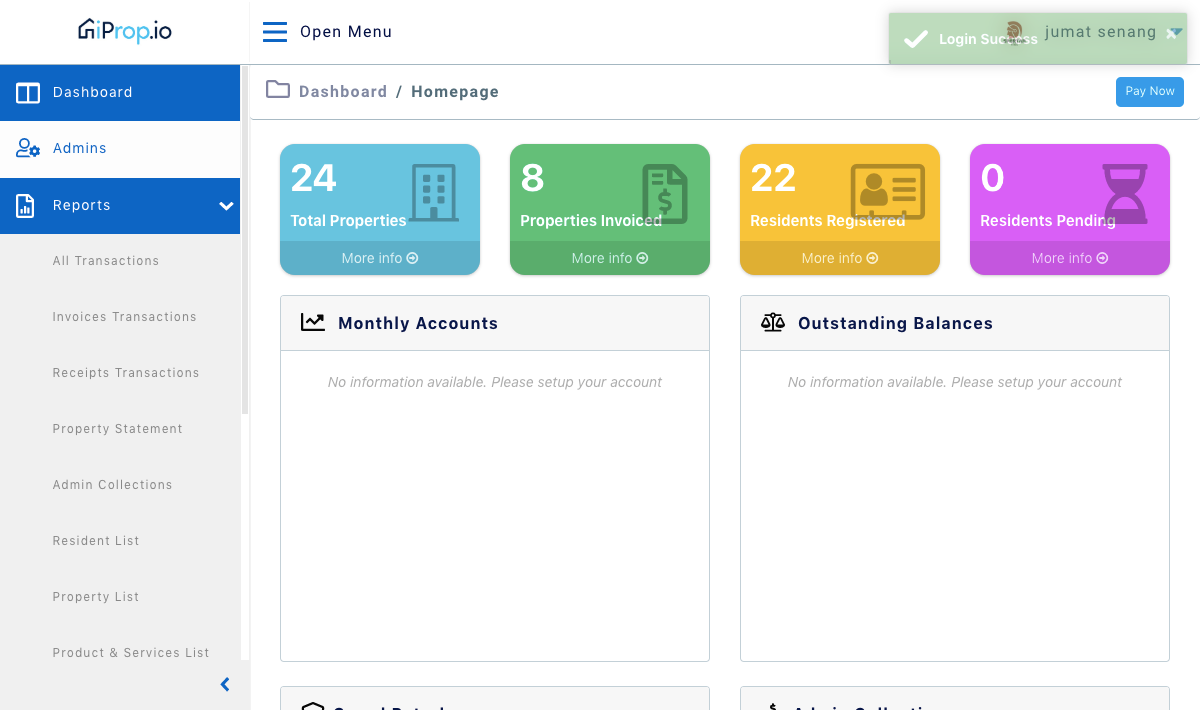 iProp.io
Open Menu
Login Success
jumat senang
×
Dashboard
Admins
Reports
All Transactions
Invoices Transactions
Receipts Transactions
Property Statement
Admin Collections
Resident List
Property List
Product & Services List
Dashboard / Homepage
Pay Now
24
Total Properties
More info
8
Properties Invoiced
More info
22
Residents Registered
More info
0
Residents Pending
More info
Monthly Accounts
No information available. Please setup your account
Outstanding Balances
No information available. Please setup your account